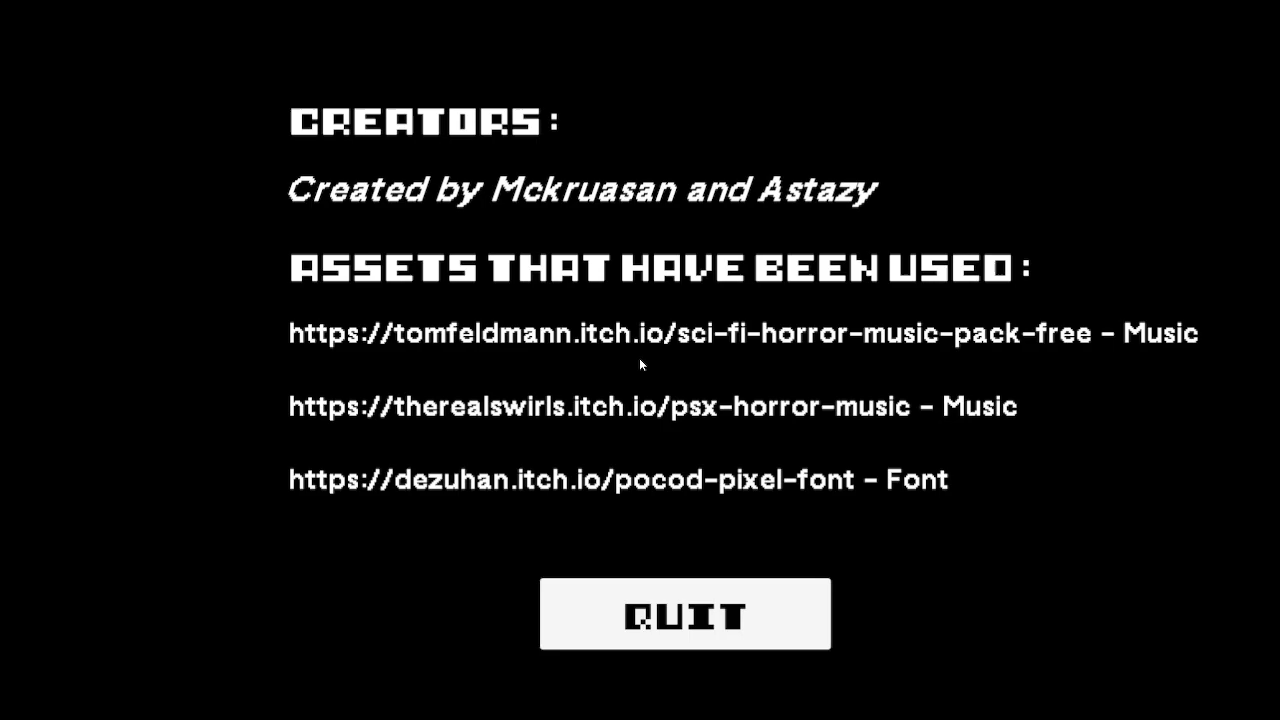 CREATORS:
Created by Mckruasan and Astazy
ASSETS THAT HAVE BEEN USED:
https://tomfeldmann.itch.io/sci-fi-horror-music-pack-free - Music
https://therealswirls.itch.io/psx-horror-music - Music
https://dezuhan.itch.io/pocod-pixel-font - Font
QUIT